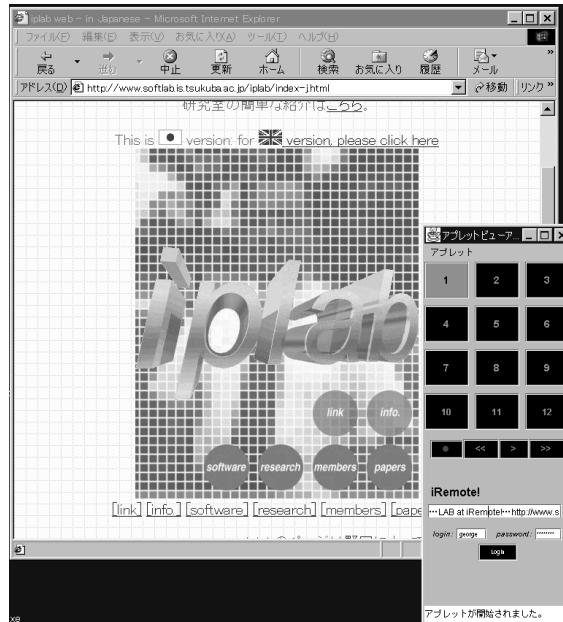 iplab web - in Japanese - Microsoft Internet Explorer
ファイル(F) 編集(E) 表示(V) お気に入り(A) ツール(T) ヘルプ(H)
戻る 進む 中止 更新 ホーム 検索 お気に入り 履歴 メール
アドレス(D) http://www.softlab.is.tsukuba.ac.jp/iplab/index-j.html 移動 リンク »
研究室の簡単な紹介はこちら。
This is version. for version, please click here
iplab
link info.
software research members papers
[link] [info.] [software] [research] [members] [pape
アプレットビューア...
アプレット
1 2 3
4 5 6
7 8 9
10 11 12
<< > >>
iRemote!
···LAB at iRemote!···http://www.s
login: george password: ********
Login
アプレットが開始されました。
xe